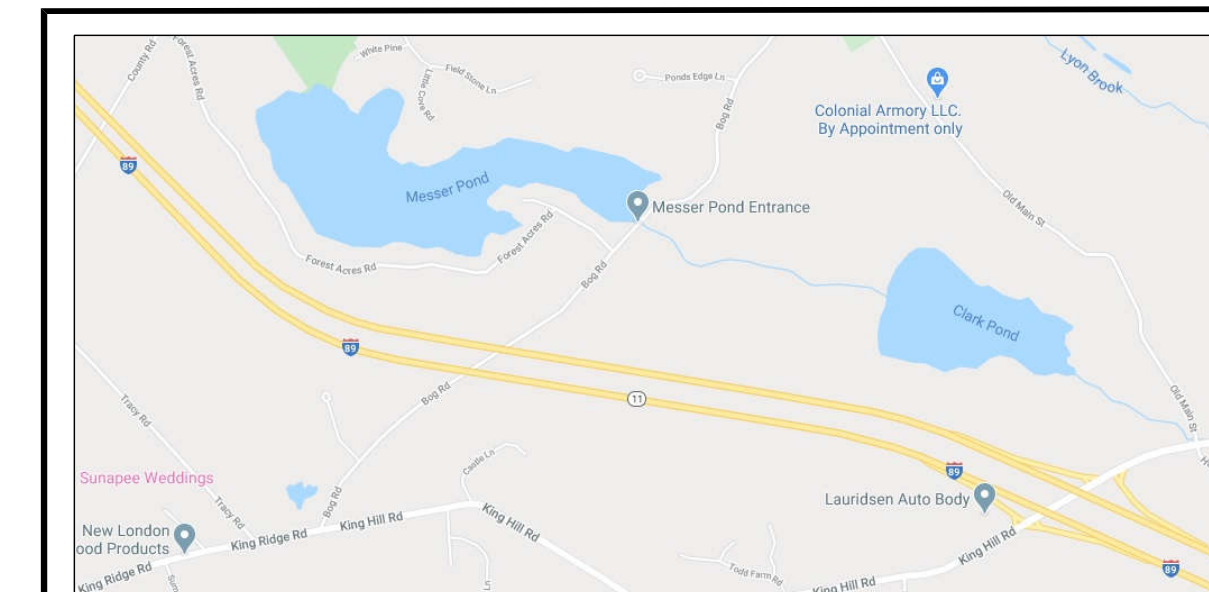 County Rd
Forest Acres Rd
White Pine
Field Stone Ln
Little Cove Rd
Ponds Edge Ln
Bog Rd
Lyon Brook
Colonial Armory LLC.
By Appointment only
89
Messer Pond
Messer Pond Entrance
Old Main St
Forest Acres Rd
Forest Acres Rd
Bog Rd
Clark Pond
89
Bog Rd
11
Tracy Rd
Old Main St
Castle Ln
89
Sunapee Weddings
Lauridsen Auto Body
Bog Rd
Tracy Rd
King Hill Rd
King Hill Rd
New London
ood Products
King Ridge Rd
King Hill Rd
King Ridge Rd
Todd Farm Rd
King Hill Rd
89
Ln